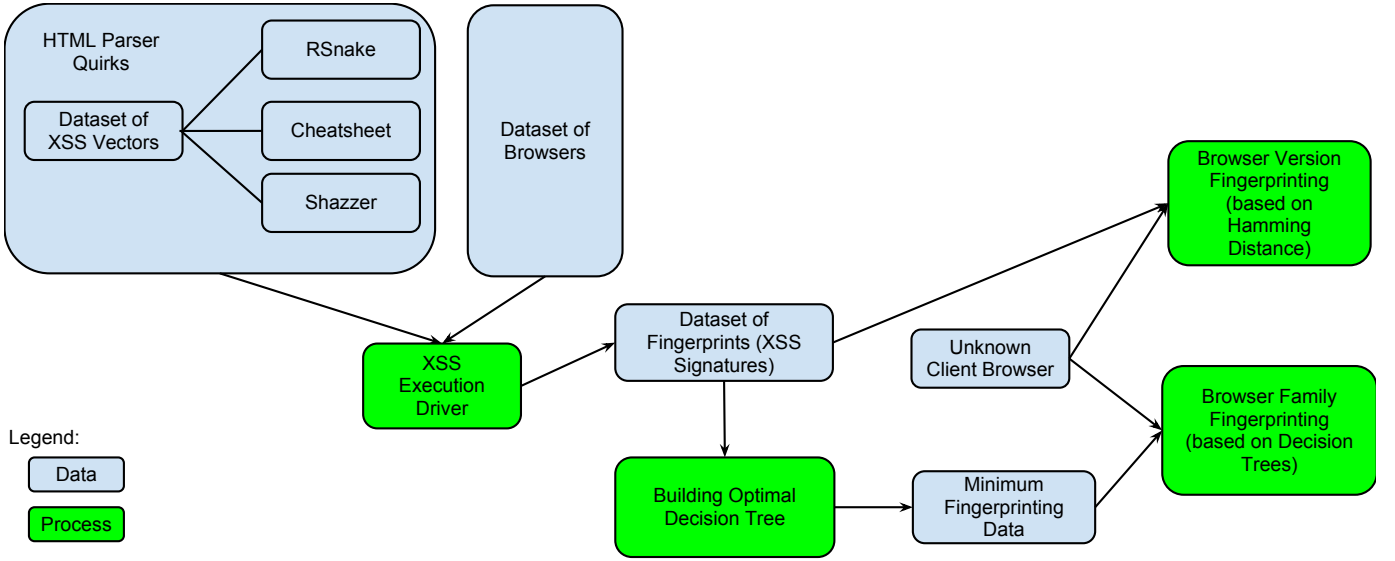 HTML Parser
Quirks
Dataset of
XSS Vectors
RSnake
Cheatsheet
Shazzer
Dataset of
Browsers
XSS
Execution
Driver
Dataset of
Fingerprints (XSS
Signatures)
Building Optimal
Decision Tree
Minimum
Fingerprinting
Data
Unknown
Client Browser
Browser Version
Fingerprinting
(based on
Hamming
Distance)
Browser Family
Fingerprinting
(based on Decision
Trees)
Legend:
Data
Process